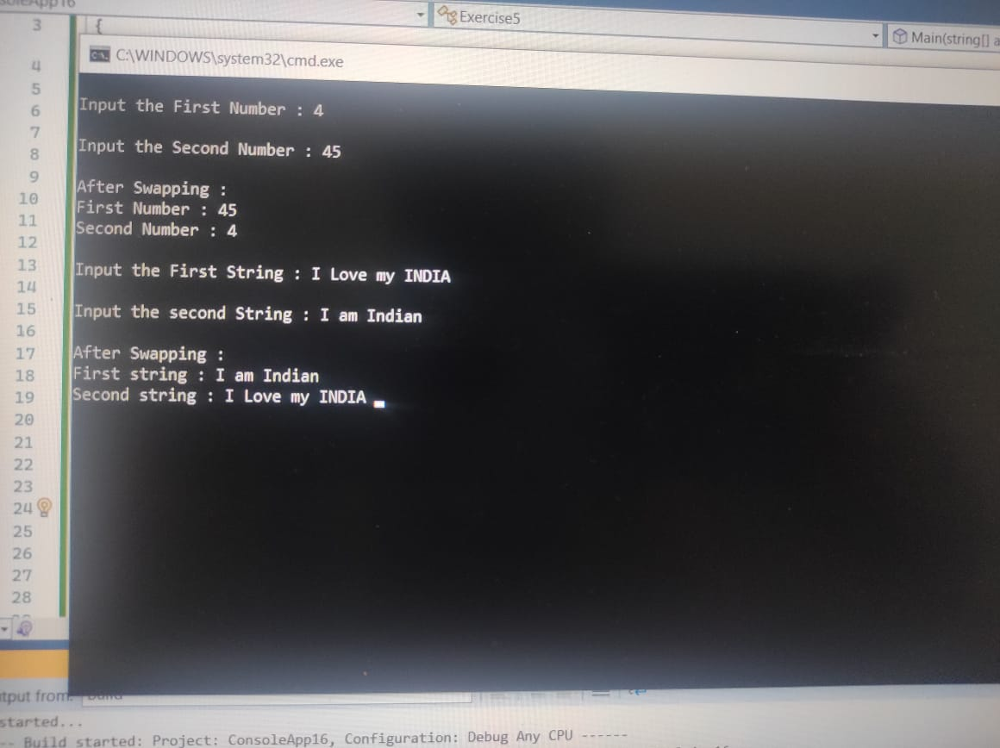 Exercise5
3 {
Main(string[] a
C:\WINDOWS\system32\cmd.exe
4
5
6
7
8
9
10
11
12
13
14
15
16
17
18
19
20
21
22
23
24
25
26
27
28
Input the First Number : 4
Input the Second Number : 45
After Swapping :
First Number : 45
Second Number : 4
Input the First String : I Love my INDIA
Input the second String : I am Indian
After Swapping :
First string : I am Indian
Second string : I Love my INDIA
tput from:
started...
-- Build started: Project: ConsoleApp16, Configuration: Debug Any CPU ------